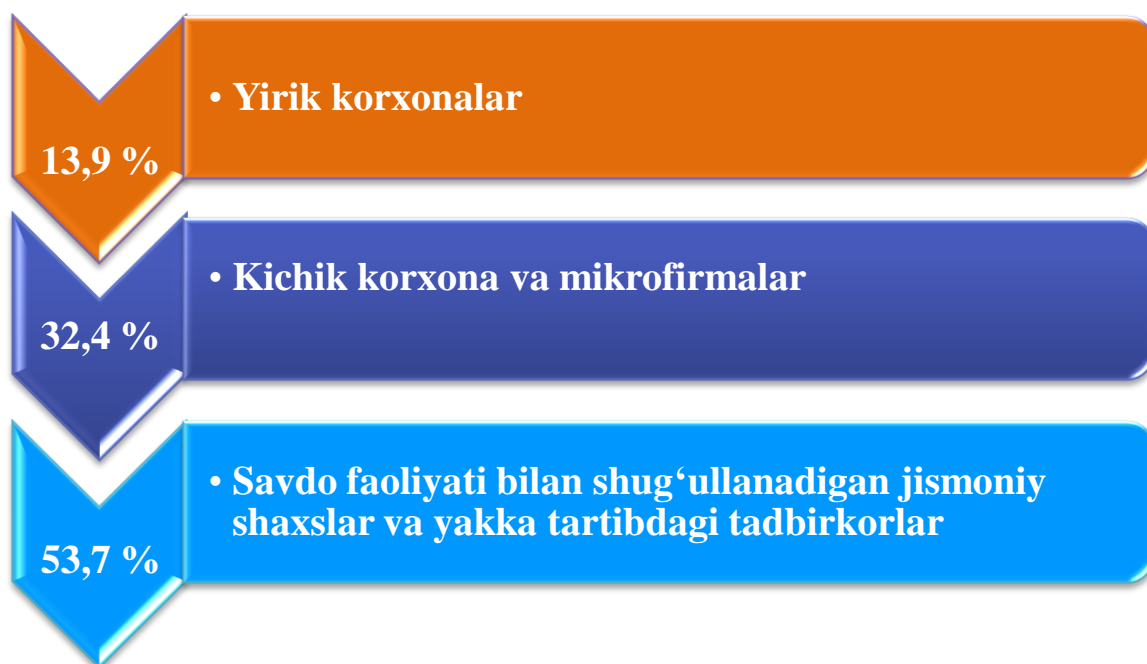 • Yirik korxonalar
13,9 %
• Kichik korxona va mikrofirmalar
32,4 %
• Savdo faoliyati bilan shug‘ullanadigan jismoniy
shaxslar va yakka tartibdagi tadbirkorlar
53,7 %